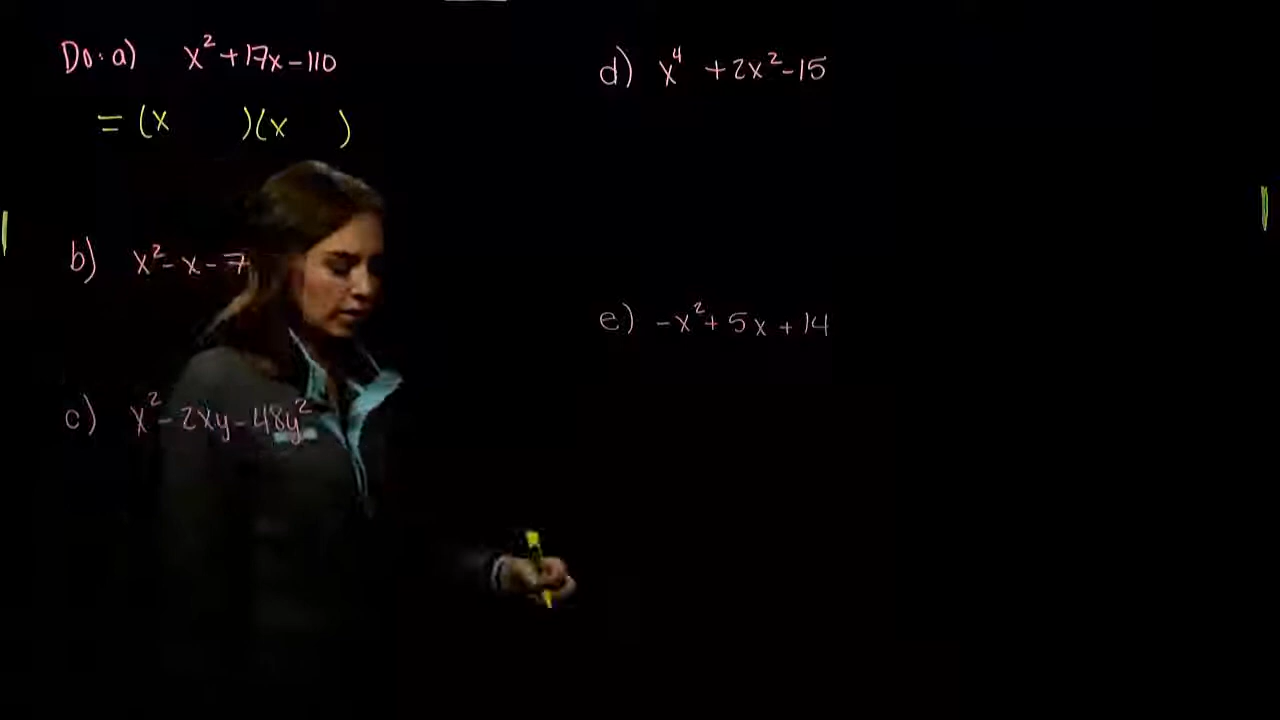 Do: a) x² + 17x - 110
= (x )(x )
b) x² - x - 7
c) x² - 2xy - 48y²
d) x⁴ + 2x² - 15
e) -x² + 5x + 14